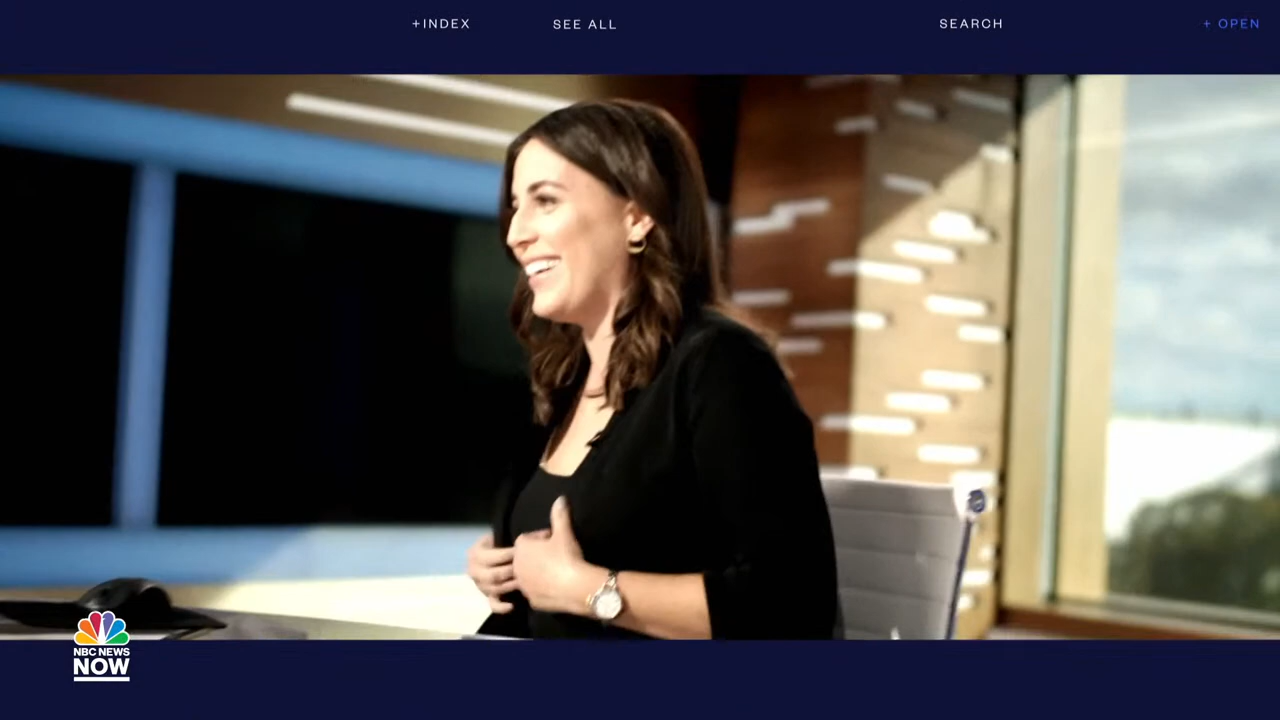 +INDEX
SEE ALL
SEARCH
+ OPEN
NBC NEWS
NOW